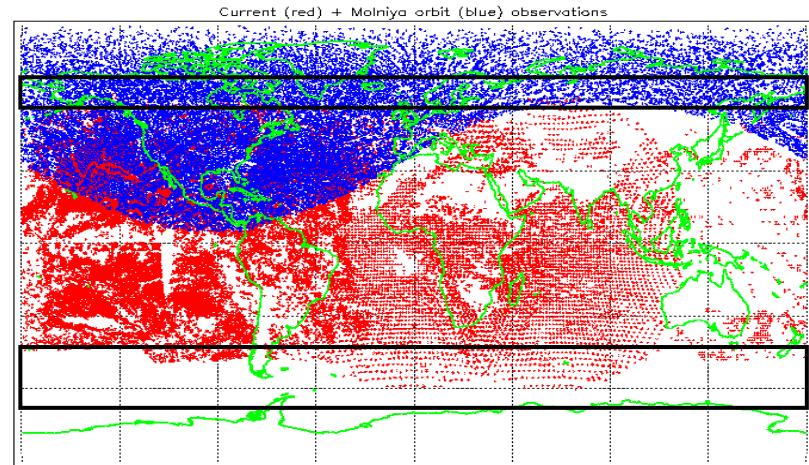 Current (red) + Molniya orbit (blue) observations